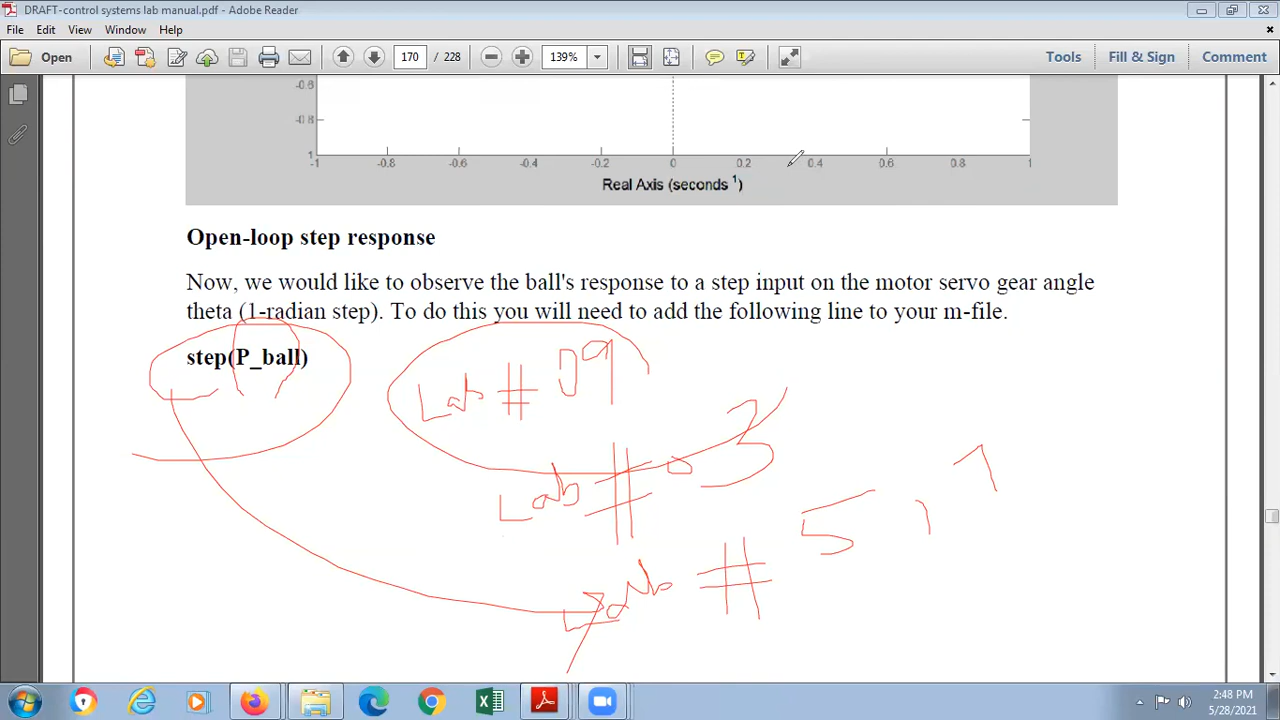 DRAFT-control systems lab manual.pdf - Adobe Reader
File Edit View Window Help
Open 170 / 228 139% Tools Fill & Sign Comment
-0.6
-0.8
-1
-1 -0.8 -0.6 -0.4 -0.2 0 0.2 0.4 0.6 0.8 1
Real Axis (seconds⁻¹)
Open-loop step response
Now, we would like to observe the ball's response to a step input on the motor servo gear angle
theta (1-radian step). To do this you will need to add the following line to your m-file.
step(P_ball)
Lab # 09
Lab # 03
Lab # 5, 7
2:48 PM
5/28/2021